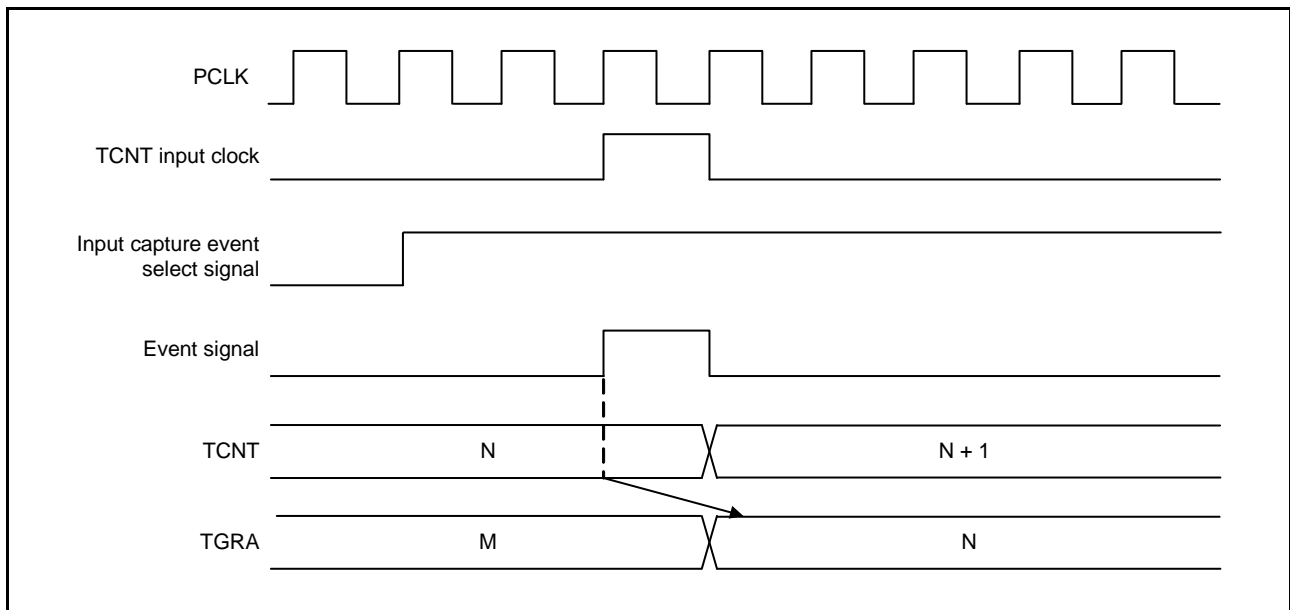 PCLK
TCNT input clock
Input capture event
select signal
Event signal
TCNT
N
N + 1
TGRA
M
N